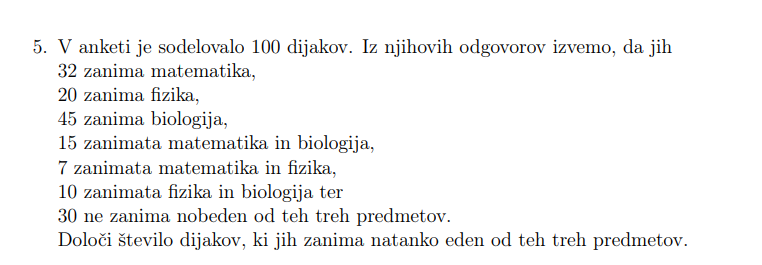 5. V anketi je sodelovalo 100 dijakov. Iz njihovih odgovorov izvemo, da jih
32 zanima matematika,
20 zanima fizika,
45 zanima biologija,
15 zanimata matematika in biologija,
7 zanimata matematika in fizika,
10 zanimata fizika in biologija ter
30 ne zanima nobeden od teh treh predmetov.
Določi število dijakov, ki jih zanima natanko eden od teh treh predmetov.